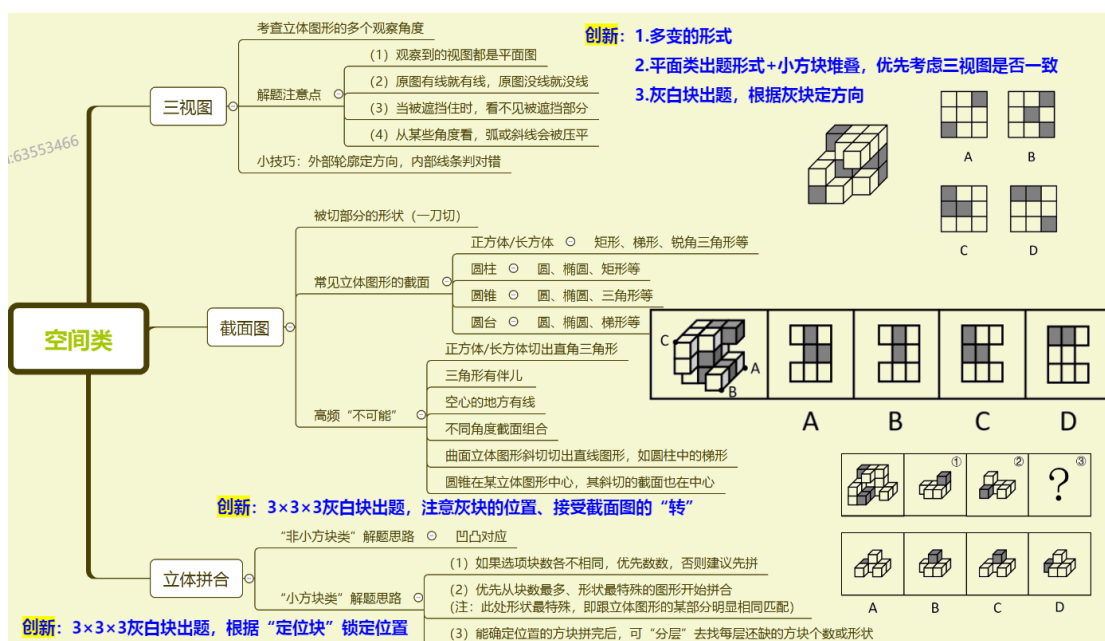 空间类
三视图
考查立体图形的多个观察角度
解题注意点
(1) 观察到的视图都是平面图
(2) 原图有线就有线，原图没线就没线
(3) 当被遮挡住时，看不见被遮挡部分
(4) 从某些角度看，弧或斜线会被压平
小技巧：外部轮廓定方向，内部线条判对错
:63553466
创新：1.多变的形式
2.平面类出题形式+小方块堆叠，优先考虑三视图是否一致
3.灰白块出题，根据灰块定方向
A
B
C
D
截面图
被切部分的形状（一刀切）
常见立体图形的截面
正方体/长方体
矩形、梯形、锐角三角形等
圆柱
圆、椭圆、矩形等
圆锥
圆、椭圆、三角形等
圆台
圆、椭圆、梯形等
高频“不可能”
正方体/长方体切出直角三角形
三角形有伴儿
空心的地方有线
不同角度截面组合
曲面立体图形斜切切出直线图形，如圆柱中的梯形
圆锥在某立体图形中心，其斜切的截面也在中心
C
A
B
A
B
C
D
创新：3×3×3灰白块出题，注意灰块的位置、接受截面图的“转”
立体拼合
“非小方块类”解题思路
凹凸对应
“小方块类”解题思路
(1) 如果选项块数各不相同，优先数数，否则建议先拼
(2) 优先从块数最多、形状最特殊的图形开始拼合
(注：此处形状最特殊，即跟立体图形的某部分明显相同匹配)
(3) 能确定位置的方块拼完后，可“分层”去找每层还缺的方块个数或形状
创新：3×3×3灰白块出题，根据“定位块”锁定位置
①
②
③
?
A
B
C
D